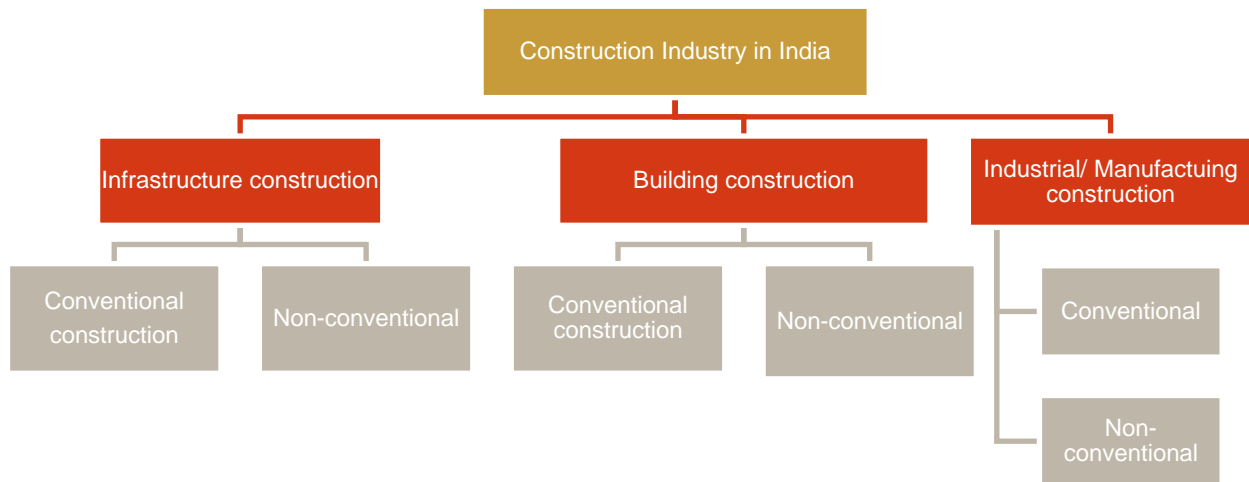 Construction Industry in India
Infrastructure construction
Building construction
Industrial/ Manufactuing
construction
Conventional
construction
Non-conventional
Conventional
construction
Non-conventional
Conventional
Non-
conventional